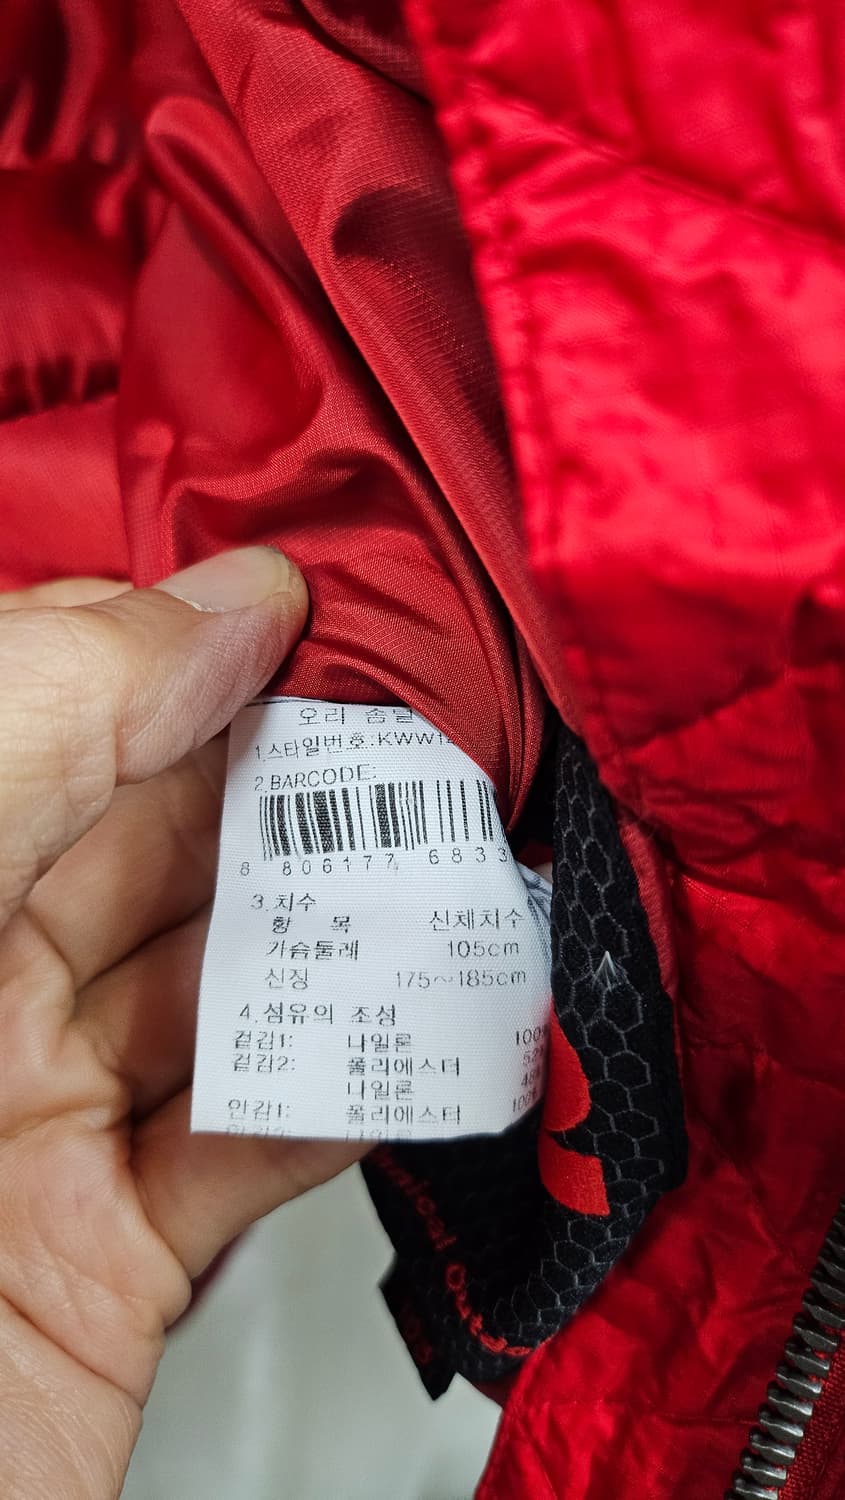 오리 솜털
1.스타일번호:KWW1
2.BARCODE:
8 806177 6833
3.치수
항 목 신체치수
가슴둘레 105cm
신장 175~185cm
4.섬유의 조성
겉감1: 나일론 100%
겉감2: 폴리에스터 52%
나일론
안감1: 폴리에스터 100%